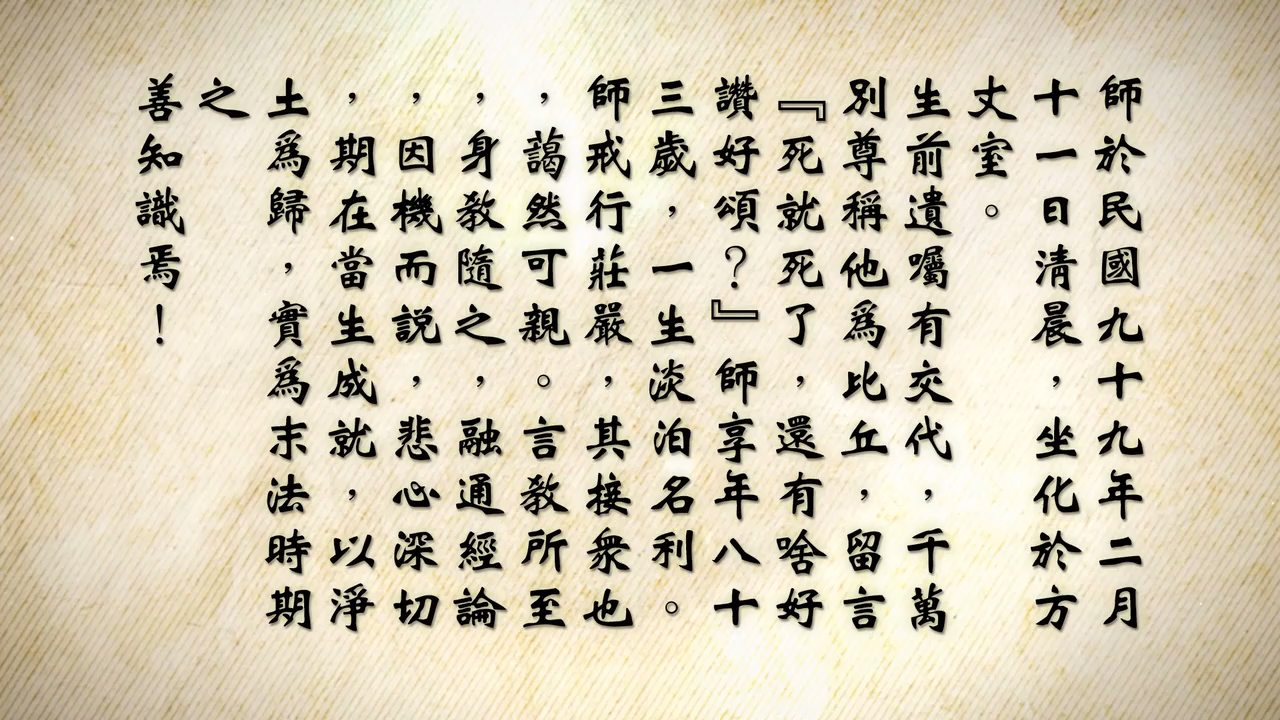 師於民國九十九年二月
十一日清晨，坐化於方
丈室。
生前遺囑有交代，千萬
別尊稱他為比丘，留言
『死就死了，還有啥好
讚好頌？』師享年八十
三歲，一生淡泊名利。
師戒行莊嚴，其接衆也
，藹然可親。言教所至
，身教隨之，融通經論
，因機而説，悲心深切
，期在當生成就，以淨
土為歸，實為末法時期
之
善知識焉！